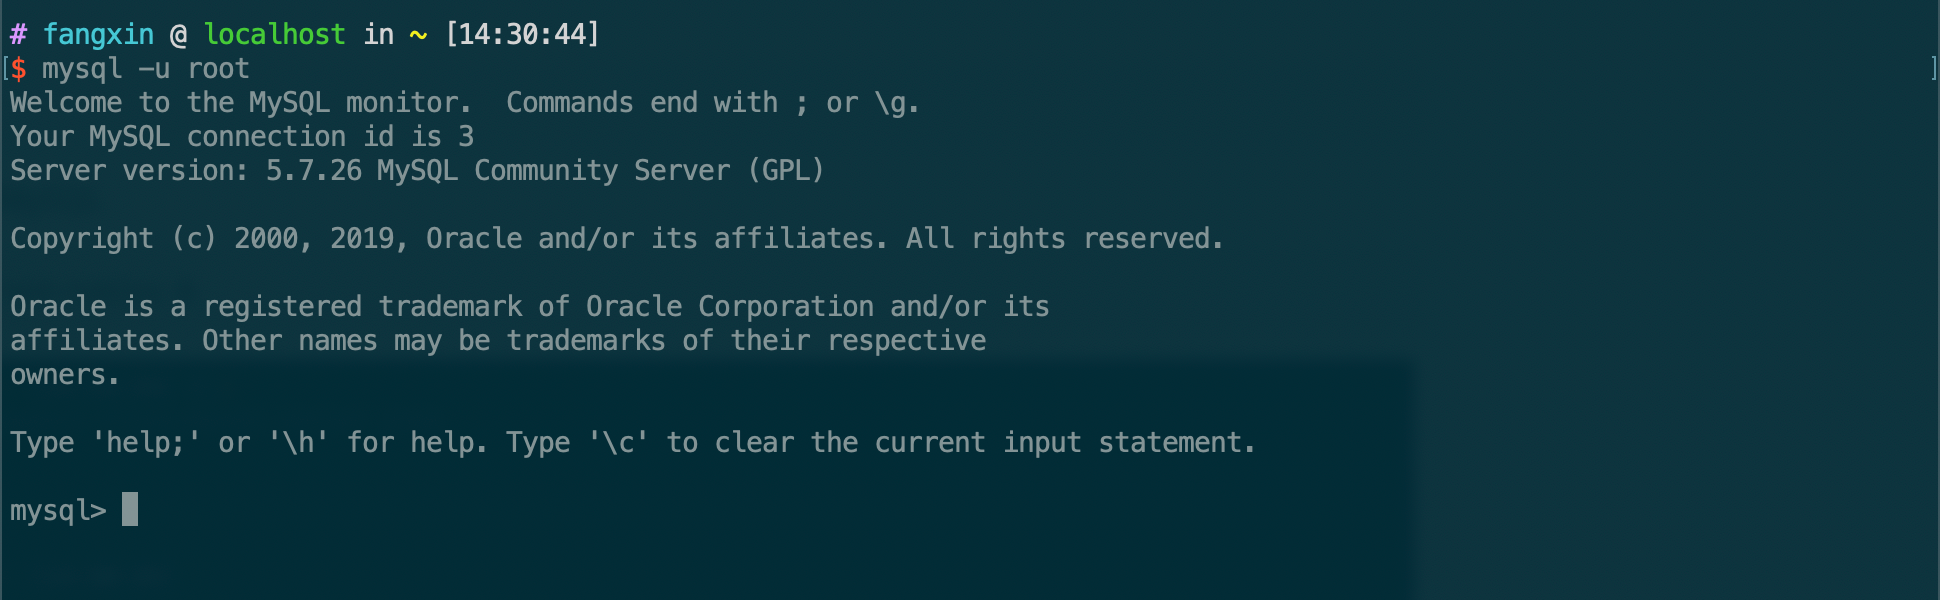 # fangxin @ localhost in ~ [14:30:44]
[$ mysql -u root ]
Welcome to the MySQL monitor.  Commands end with ; or \g.
Your MySQL connection id is 3
Server version: 5.7.26 MySQL Community Server (GPL)
Copyright (c) 2000, 2019, Oracle and/or its affiliates. All rights reserved.
Oracle is a registered trademark of Oracle Corporation and/or its
affiliates. Other names may be trademarks of their respective
owners.
Type 'help;' or '\h' for help. Type '\c' to clear the current input statement.
mysql>